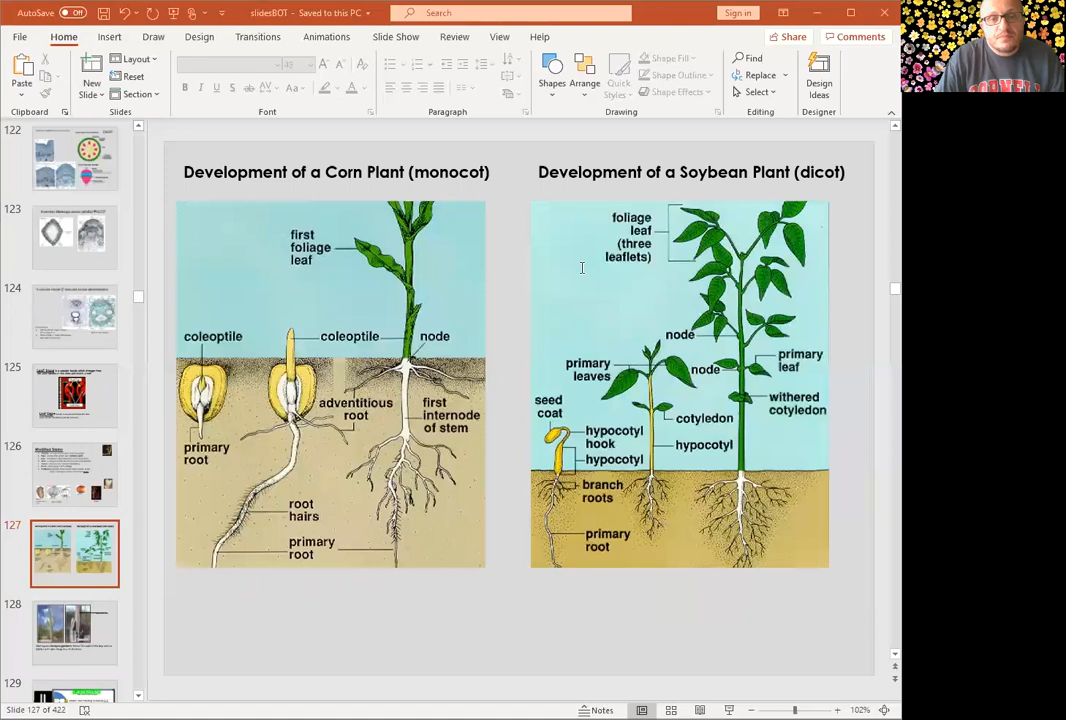 AutoSave Off slidesBOT - Saved to this PC Search Sign in
File Home Insert Draw Design Transitions Animations Slide Show Review View Help Share Comments
Paste
Clipboard
New Slide
Layout
Reset
Section
Slides
43
Font
Paragraph
Shapes
Arrange
Quick Styles
Shape Fill
Shape Outline
Shape Effects
Drawing
Find
Replace
Select
Editing
Design Ideas
Designer
122
123
124
125
126
127
128
129
Development of a Corn Plant (monocot)
first
foliage
leaf
coleoptile
coleoptile
node
adventitious
root
first
internode
of stem
primary
root
root
hairs
primary
root
Development of a Soybean Plant (dicot)
foliage
leaf
(three
leaflets)
node
primary
leaves
node
primary
leaf
seed
coat
cotyledon
withered
cotyledon
hypocotyl
hook
hypocotyl
hypocotyl
branch
roots
primary
root
Slide 127 of 422
Notes
102%